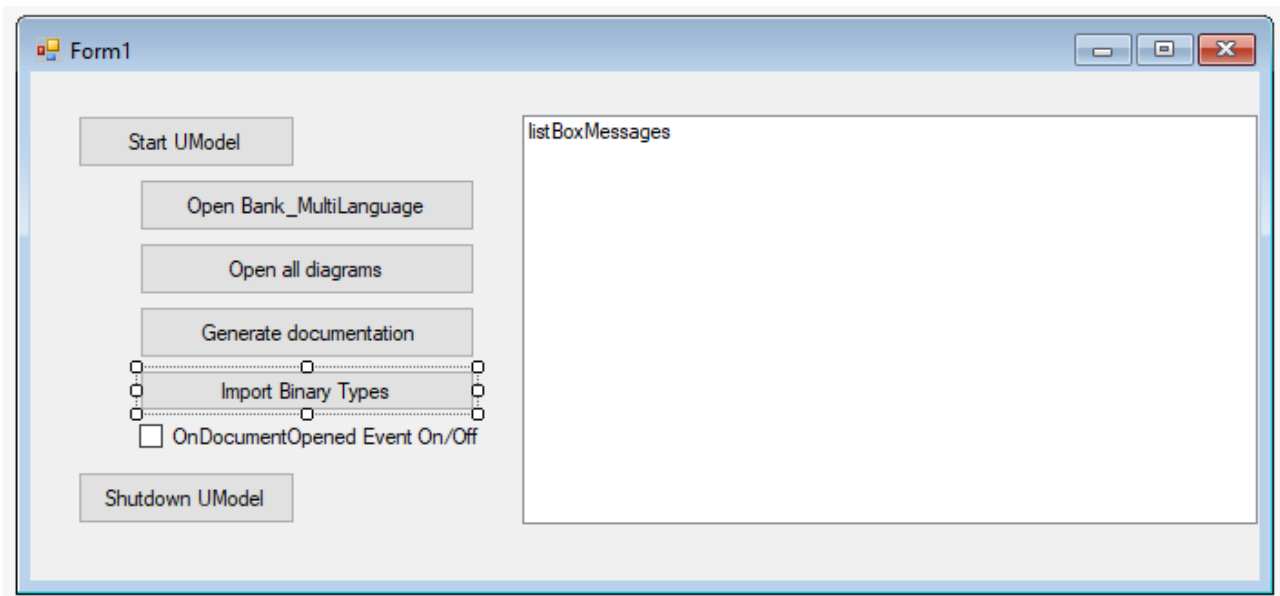 Form1
Start UModel
Open Bank_MultiLanguage
Open all diagrams
Generate documentation
Import Binary Types
OnDocumentOpened Event On/Off
Shutdown UModel
listBoxMessages